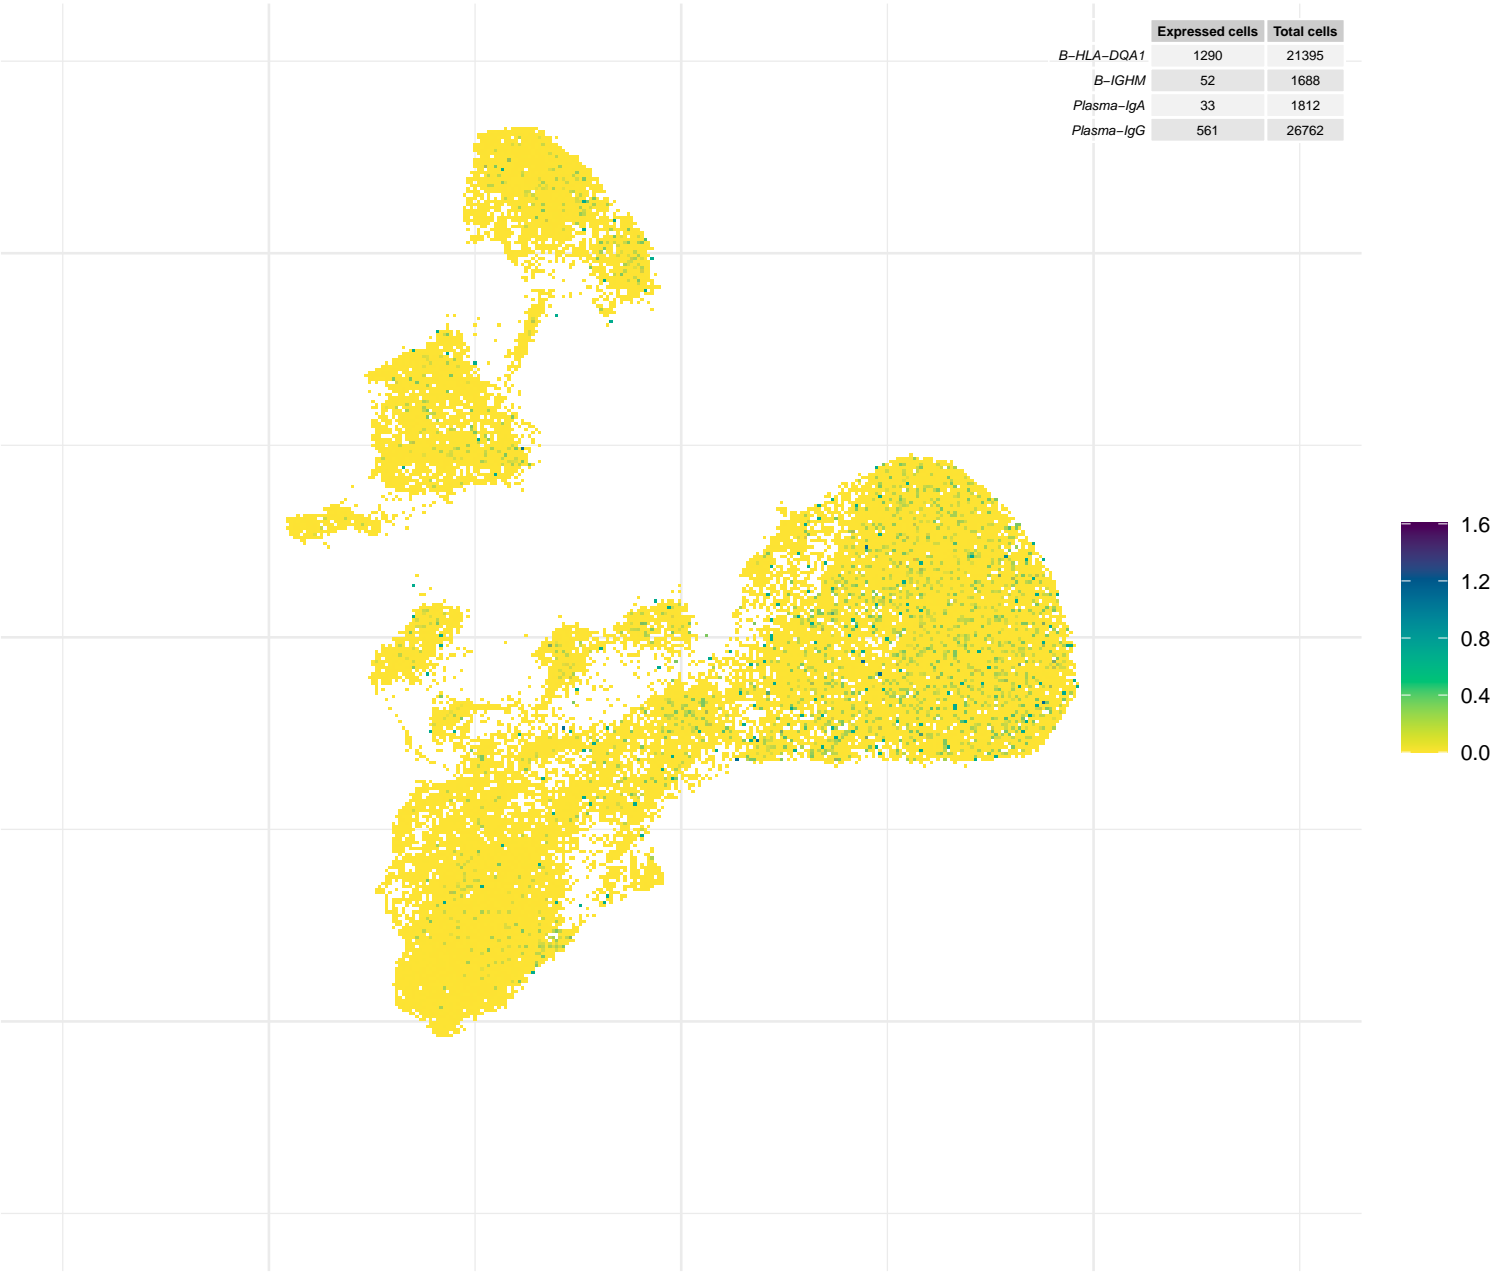 Expressed cells Total cells
B−HLA−DQA1 1290 21395
B−IGHM 52 1688
Plasma−IgA 33 1812
Plasma−IgG 561 26762
1.6
1.2
0.8
0.4
0.0